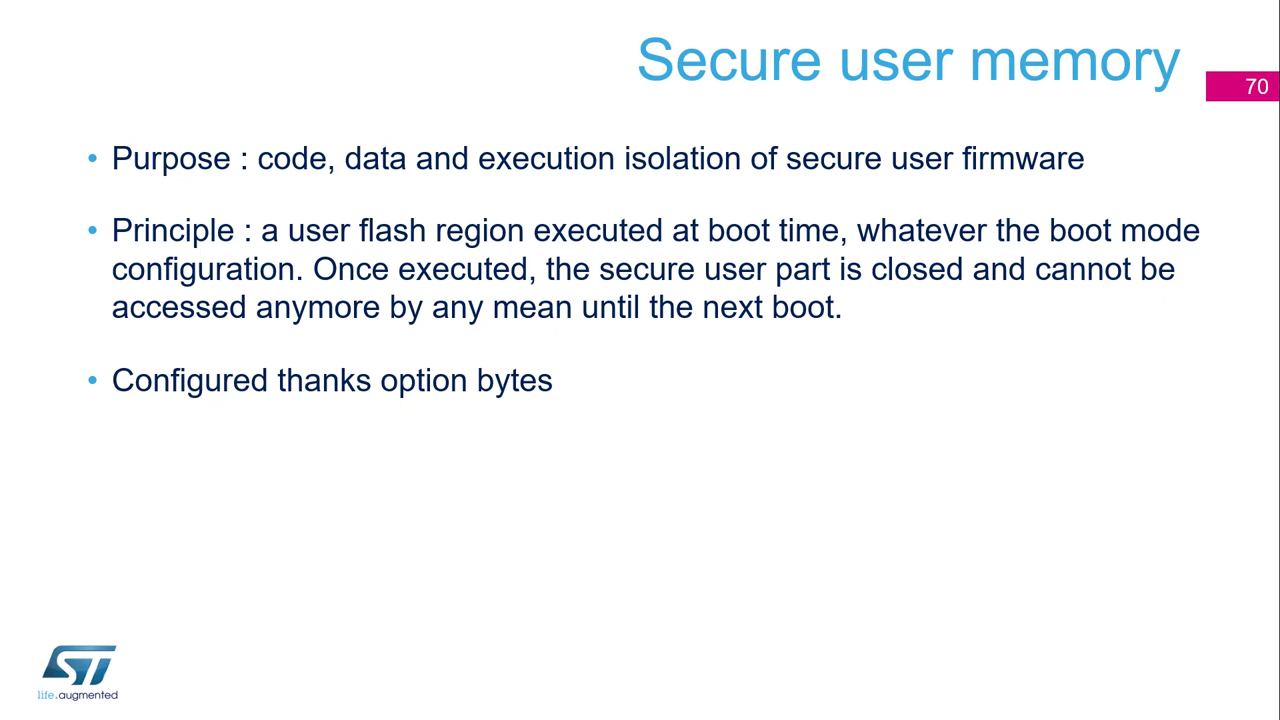 Secure user memory
70
• Purpose : code, data and execution isolation of secure user firmware
• Principle : a user flash region executed at boot time, whatever the boot mode
configuration. Once executed, the secure user part is closed and cannot be
accessed anymore by any mean until the next boot.
• Configured thanks option bytes
ST
life.augmented